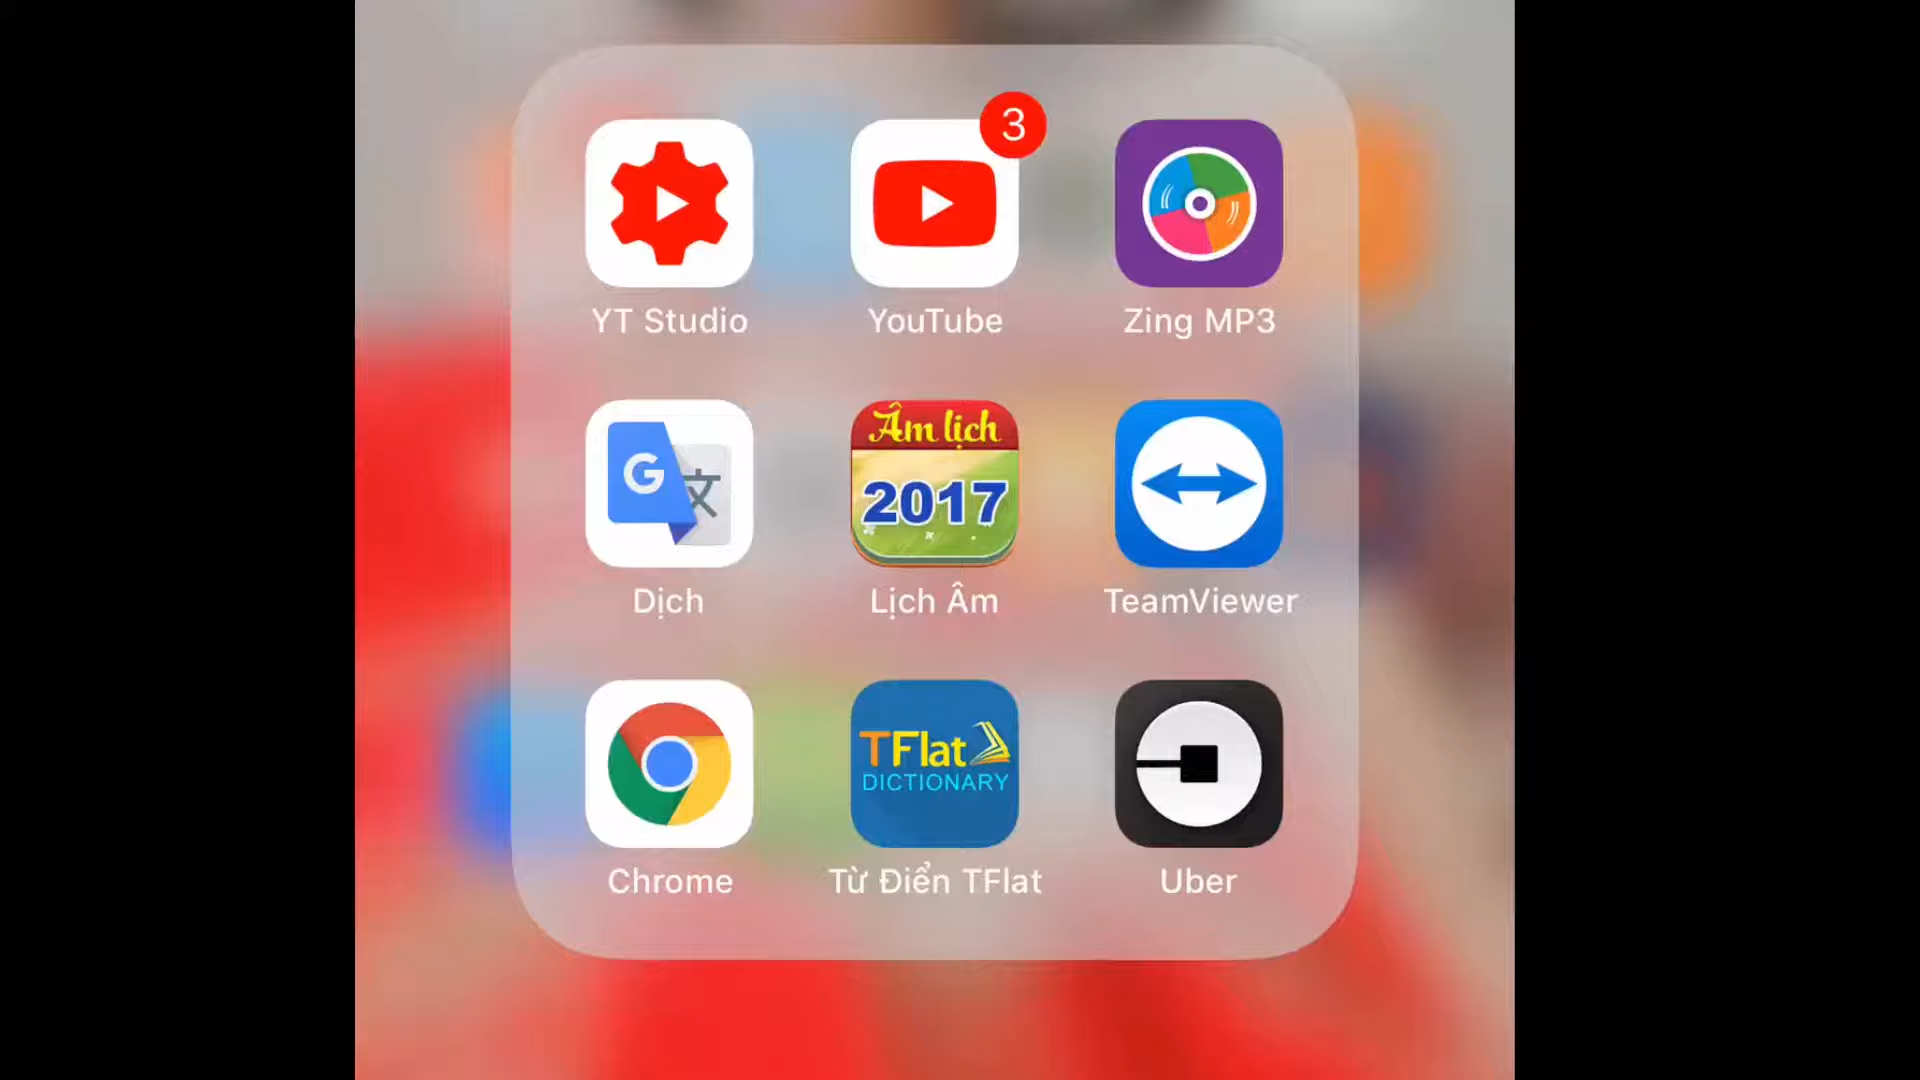 3
YT Studio
YouTube
Zing MP3
G 文
Âm lịch
2017
Dịch
Lịch Âm
TeamViewer
TFlat
DICTIONARY
Chrome
Từ Điển TFlat
Uber